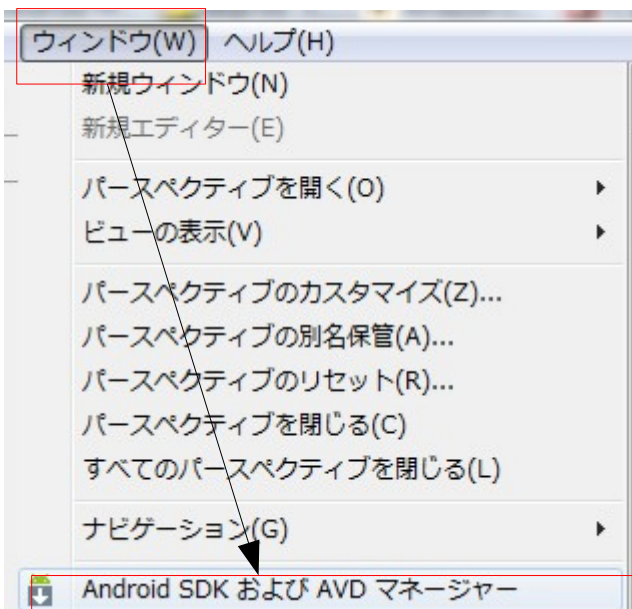 ウィンドウ(W) ヘルプ(H)
新規ウィンドウ(N)
新規エディター(E)
パースペクティブを開く(O)
ビューの表示(V)
パースペクティブのカスタマイズ(Z)...
パースペクティブの別名保管(A)...
パースペクティブのリセット(R)...
パースペクティブを閉じる(C)
すべてのパースペクティブを閉じる(L)
ナビゲーション(G)
Android SDK および AVD マネージャー